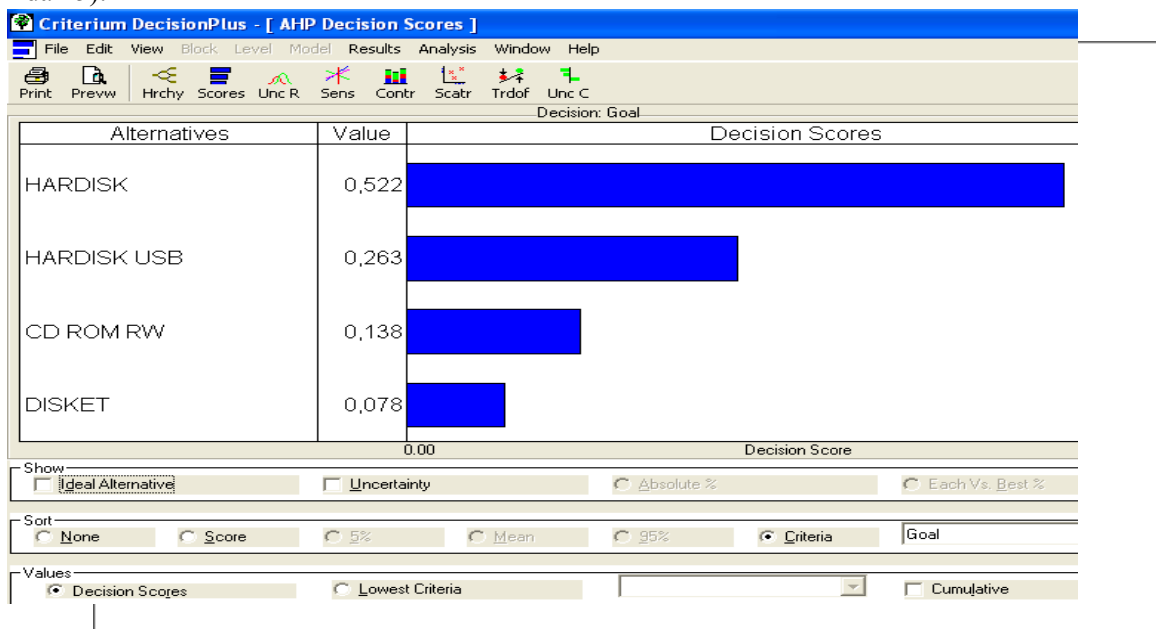 Criterium DecisionPlus - [ AHP Decision Scores ]
File Edit View Block Level Model Results Analysis Window Help
Print Prevw Hrchy Scores Unc R Sens Contr Scatr Trdof Unc C
Decision: Goal
Alternatives Value Decision Scores
HARDISK 0,522
HARDISK USB 0,263
CD ROM RW 0,138
DISKET 0,078
0.00 Decision Score
Show
Ideal Alternative Uncertainty Absolute % Each Vs. Best %
Sort
None Score 5% Mean 95% Criteria Goal
Values
Decision Scores Lowest Criteria Cumulative